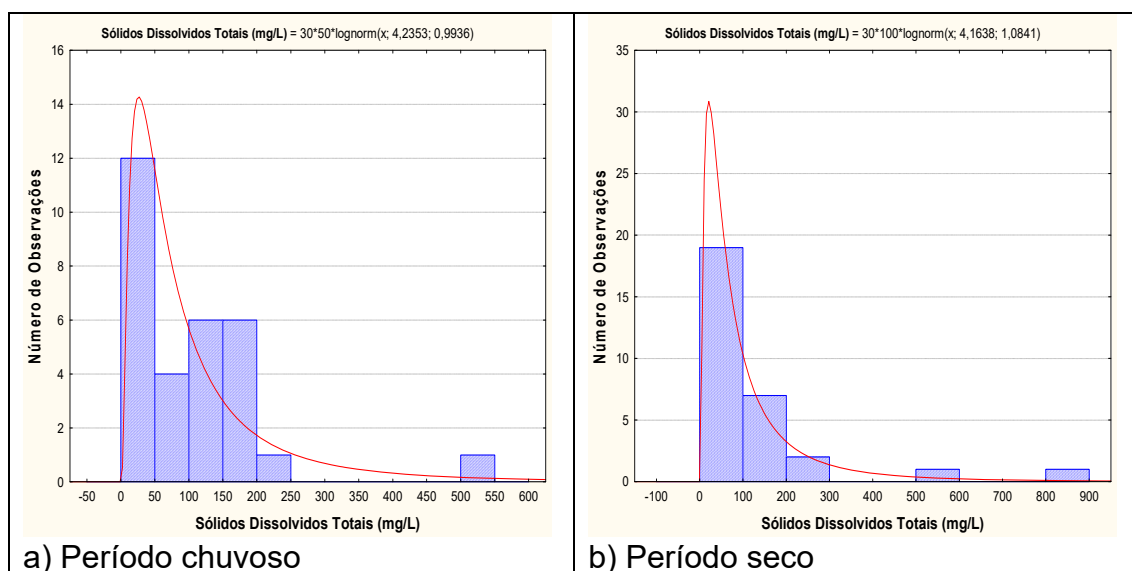 Sólidos Dissolvidos Totais (mg/L) = 30*50*lognorm(x; 4,2353; 0,9936)
16
14
12
10
8
6
4
2
0
Número de Observações
-50 0 50 100 150 200 250 300 350 400 450 500 550 600
Sólidos Dissolvidos Totais (mg/L)
a) Período chuvoso
Sólidos Dissolvidos Totais (mg/L) = 30*100*lognorm(x; 4,1638; 1,0841)
35
30
25
20
15
10
5
0
Número de Observações
-100 0 100 200 300 400 500 600 700 800 900
Sólidos Dissolvidos Totais (mg/L)
b) Período seco